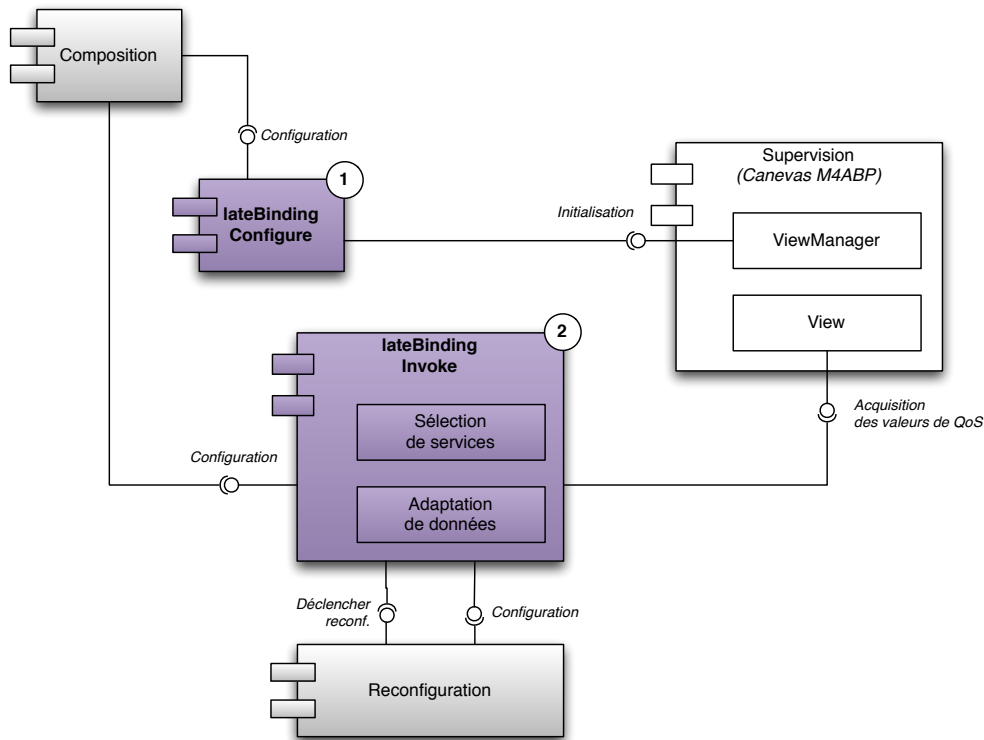 Composition
Configuration
1
lateBinding
Configure
Supervision
(Canevas M4ABP)
Initialisation
ViewManager
View
2
lateBinding
Invoke
Acquisition
des valeurs de QoS
Sélection
de services
Configuration
Adaptation
de données
Déclencher
reconf.
Configuration
Reconfiguration